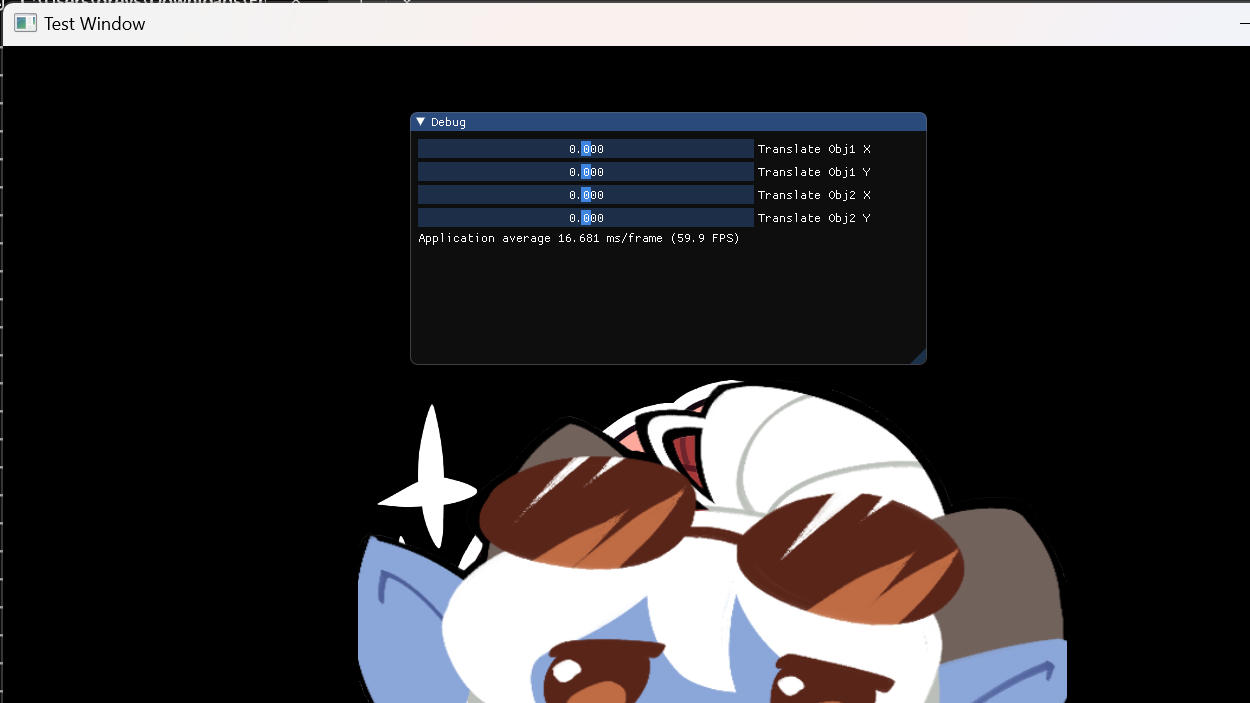 Test Window
Debug
0.000 Translate Obj1 X
0.000 Translate Obj1 Y
0.000 Translate Obj2 X
0.000 Translate Obj2 Y
Application average 16.681 ms/frame (59.9 FPS)